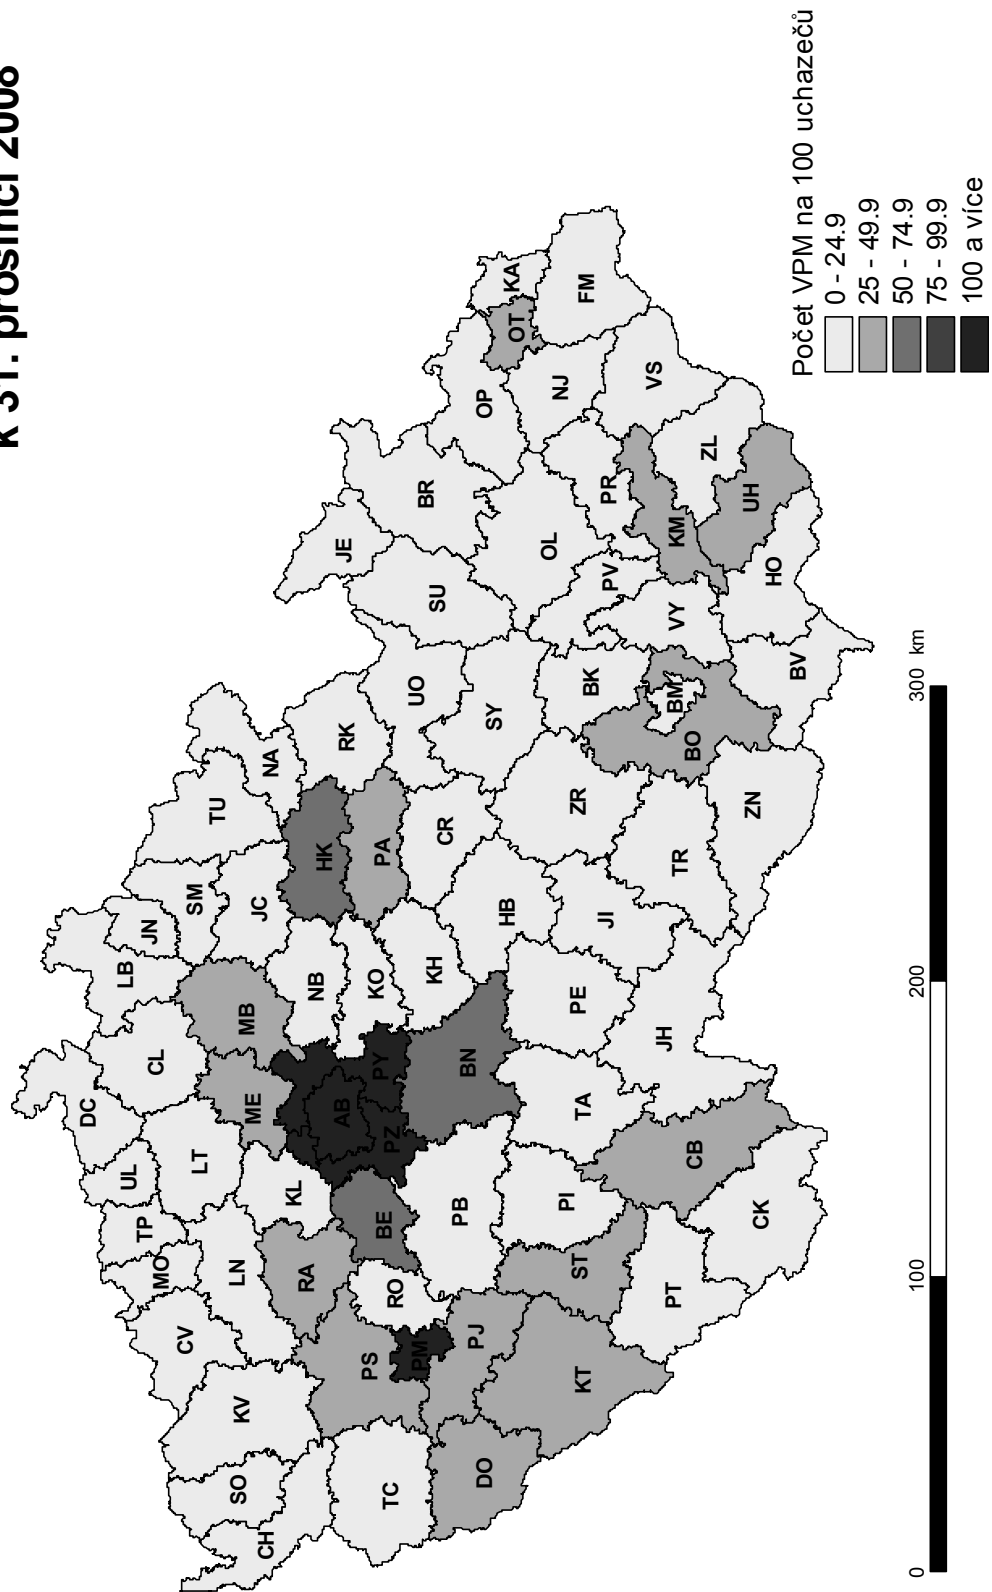 k 31. prosinci 2008
DC
LB
UL
TP
JN
CL
MO
CV
SM
LT
TU
LN
SO
KV
MB
ME
JC
CH
NA
KL
RA
NB
HK
AB
JE
RK
PS
KO
PY
PA
BE
TC
PZ
RO
UO
PM
BR
KH
SU
CR
PB
BN
PJ
DO
OP
SY
HB
KA
OT
OL
NJ
PI
PE
ZR
ST
KT
TA
FM
BK
JI
PR
PV
VS
JH
PT
BM
VY
KM
TR
BO
CB
ZL
UH
ZN
CK
HO
BV
Počet VPM na 100 uchazečů
0 - 24.9
25 - 49.9
50 - 74.9
75 - 99.9
100 a více
0 100 200 300 km